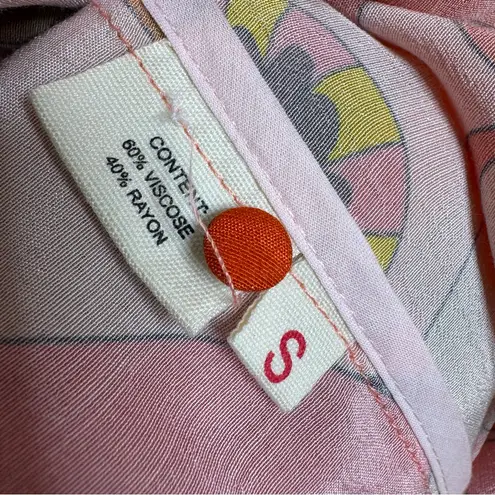 CONTENT:
60% VISCOSE
40% RAYON
S